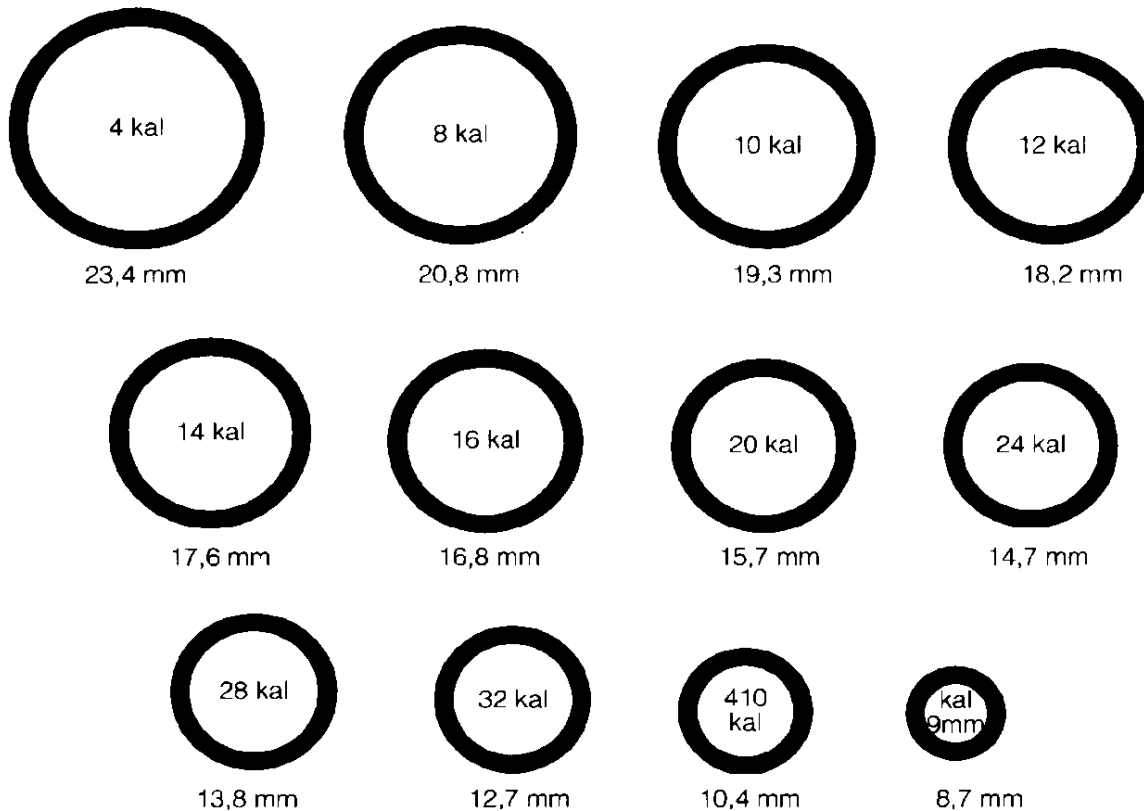 4 kal
8 kal
10 kal
12 kal
23,4 mm
20,8 mm
19,3 mm
18,2 mm
14 kal
16 kal
20 kal
24 kal
17,6 mm
16,8 mm
15,7 mm
14,7 mm
28 kal
32 kal
410
kal
kal
9mm
13,8 mm
12,7 mm
10,4 mm
8,7 mm